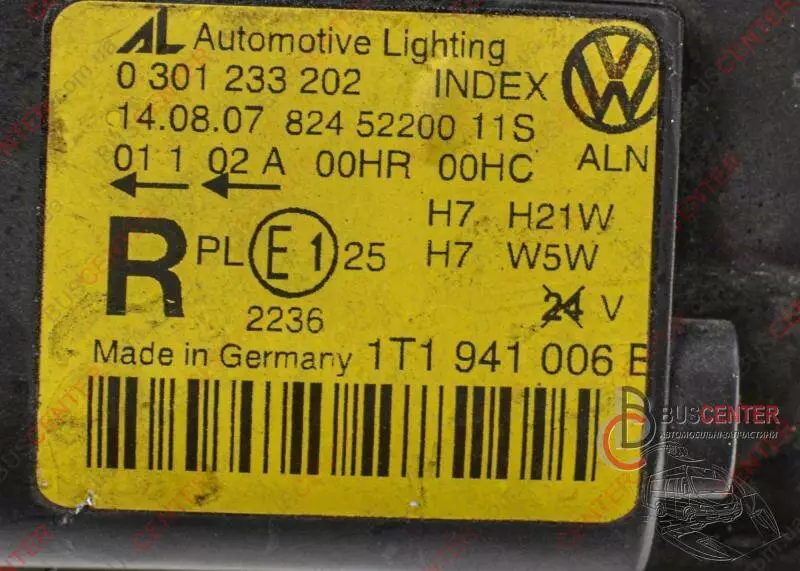 AL Automotive Lighting
0 301 233 202 INDEX
14.08.07 824 52200 11S
01 1 02 A 00HR 00HC ALN
H7 H21W
R PL E1 25 H7 W5W
2236 24 V
Made in Germany 1T1 941 006
BUSCENTER
АВТОМОБІЛЬНІ ЗАПЧАСТИНИ